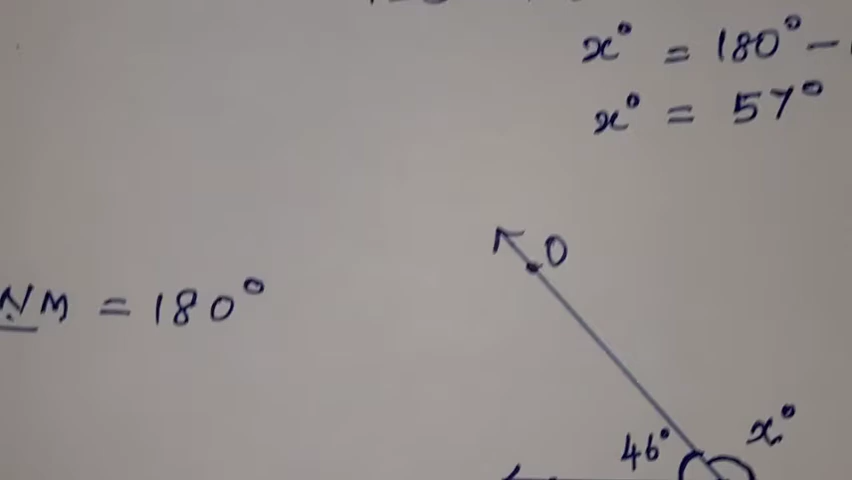 x° = 180° -
x° = 57°
O
NM = 180°
46° x°